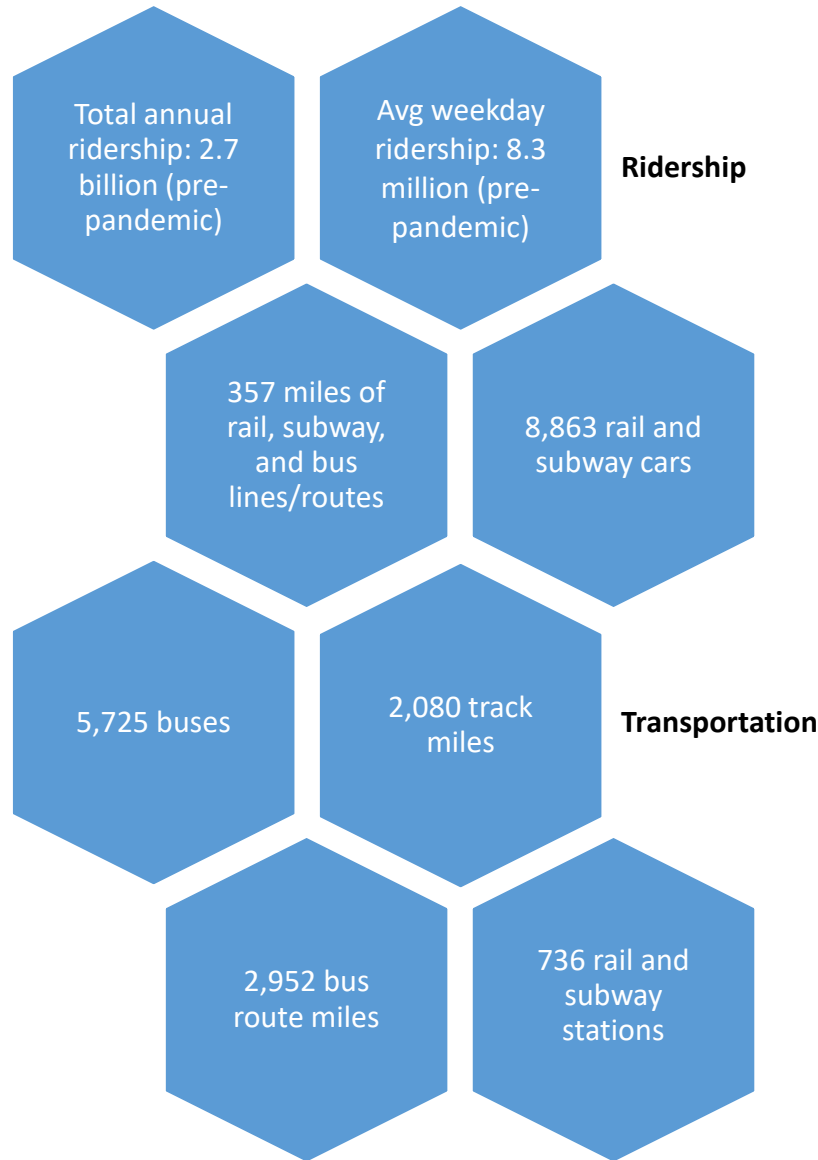 Total annual
ridership: 2.7
billion (pre-
pandemic)
Avg weekday
ridership: 8.3
million (pre-
pandemic)
Ridership
357 miles of
rail, subway,
and bus
lines/routes
8,863 rail and
subway cars
5,725 buses
2,080 track
miles
Transportation
2,952 bus
route miles
736 rail and
subway
stations